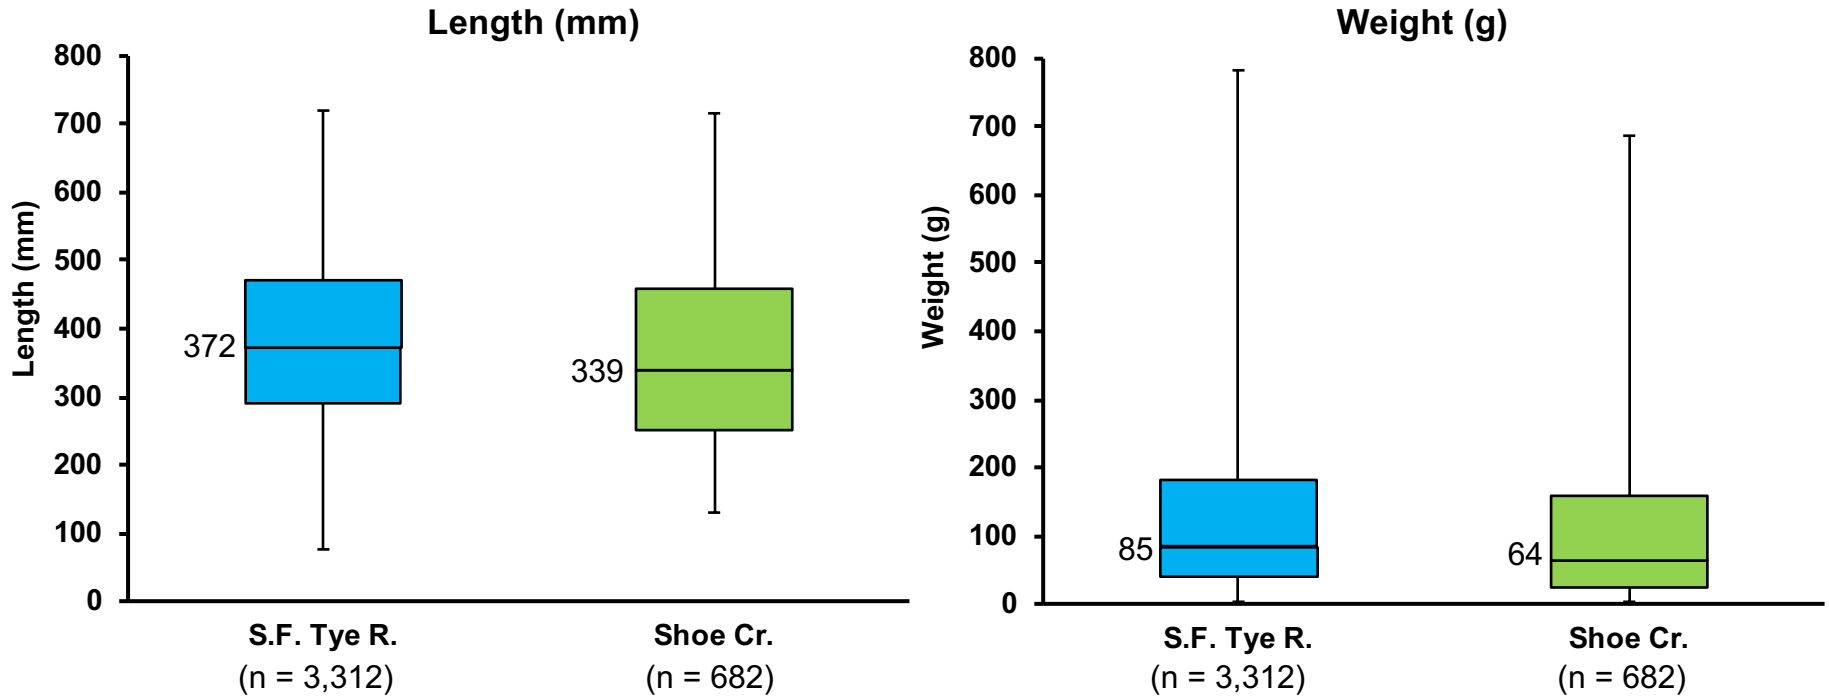 Length (mm)
Length (mm)
800
700
600
500
400
300
200
100
0
372
339
S.F. Tye R.
(n = 3,312)
Shoe Cr.
(n = 682)
Weight (g)
Weight (g)
800
700
600
500
400
300
200
100
0
85
64
S.F. Tye R.
(n = 3,312)
Shoe Cr.
(n = 682)